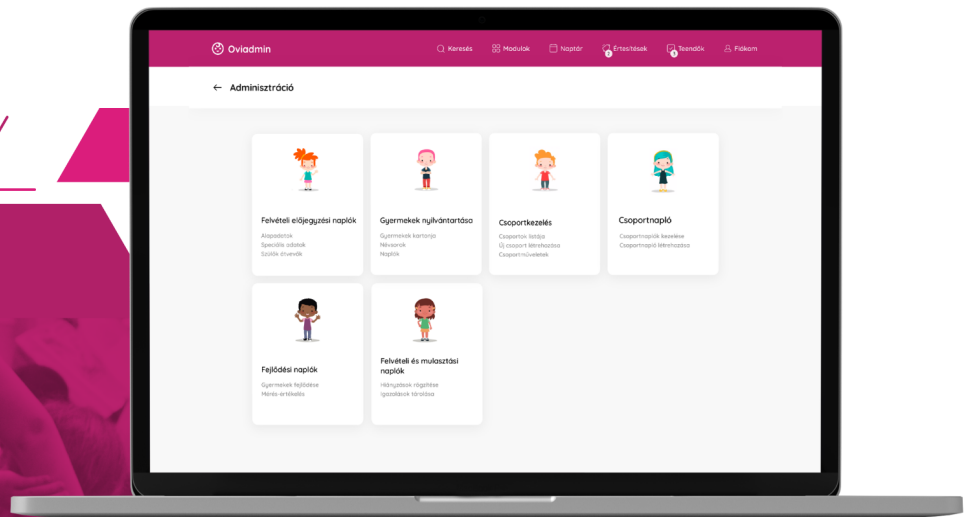 Oviadmin
Keresés
Modulok
Naptár
Értesítések
Teendők
Fiókom
← Adminisztráció
Felvételi előjegyzési naplók
Alapadatok
Speciális adatok
Szülők átvevők
Gyermekek nyilvántartása
Gyermekek kartonja
Névsorok
Naplók
Csoportkezelés
Csoportok listája
Új csoport létrehozása
Csoportműveletek
Csoportnapló
Csoportnaplók kezelése
Csoportnapló létrehozása
Fejlődési naplók
Gyermekek fejlődése
Mérés-értékelés
Felvételi és mulasztási
naplók
Hiányzások rögzítése
Igazolások tárolása